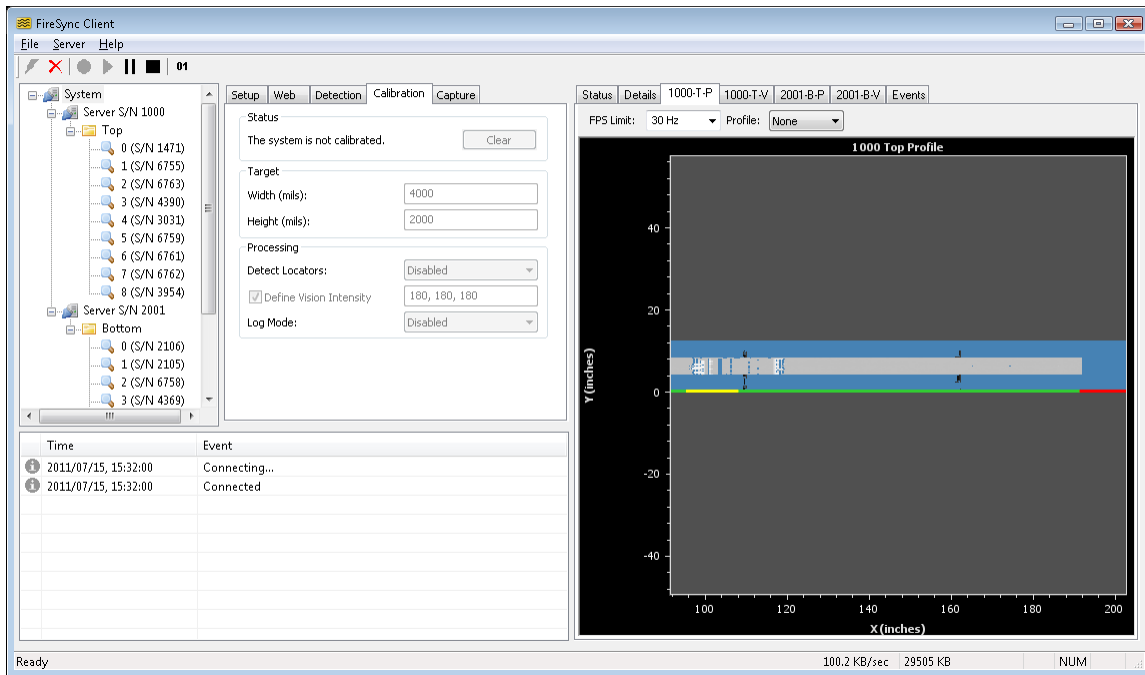 FireSync Client
File Server Help
01
System
Server S/N 1000
Top
0 (S/N 1471)
1 (S/N 6755)
2 (S/N 6763)
3 (S/N 4390)
4 (S/N 3031)
5 (S/N 6759)
6 (S/N 6761)
7 (S/N 6762)
8 (S/N 3954)
Server S/N 2001
Bottom
0 (S/N 2106)
1 (S/N 2105)
2 (S/N 6758)
3 (S/N 4369)
Setup Web Detection Calibration Capture
Status
The system is not calibrated. Clear
Target
Width (mils): 4000
Height (mils): 2000
Processing
Detect Locators: Disabled
Define Vision Intensity 180, 180, 180
Log Mode: Disabled
Status Details 1000-T-P 1000-T-V 2001-B-P 2001-B-V Events
FPS Limit: 30 Hz Profile: None
1000 Top Profile
40
20
0
-20
-40
Y (inches)
100 120 140 160 180 200
X (inches)
Time Event
2011/07/15, 15:32:00 Connecting...
2011/07/15, 15:32:00 Connected
Ready 100.2 KB/sec 29505 KB NUM